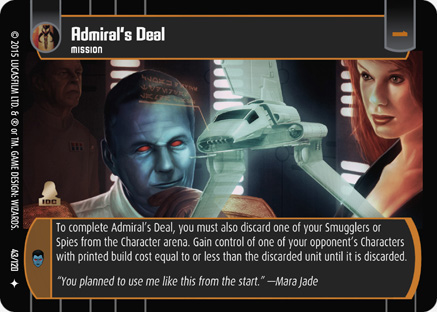 Admiral's Deal
MISSION
1
© 2015 LUCASFILM LTD. & ® or TM. GAME DESIGN, WIZARDS.
43/120
IDC
To complete Admiral's Deal, you must also discard one of your Smugglers or
Spies from the Character arena. Gain control of one of your opponent's Characters
with printed build cost equal to or less than the discarded unit until it is discarded.
"You planned to use me like this from the start." —Mara Jade